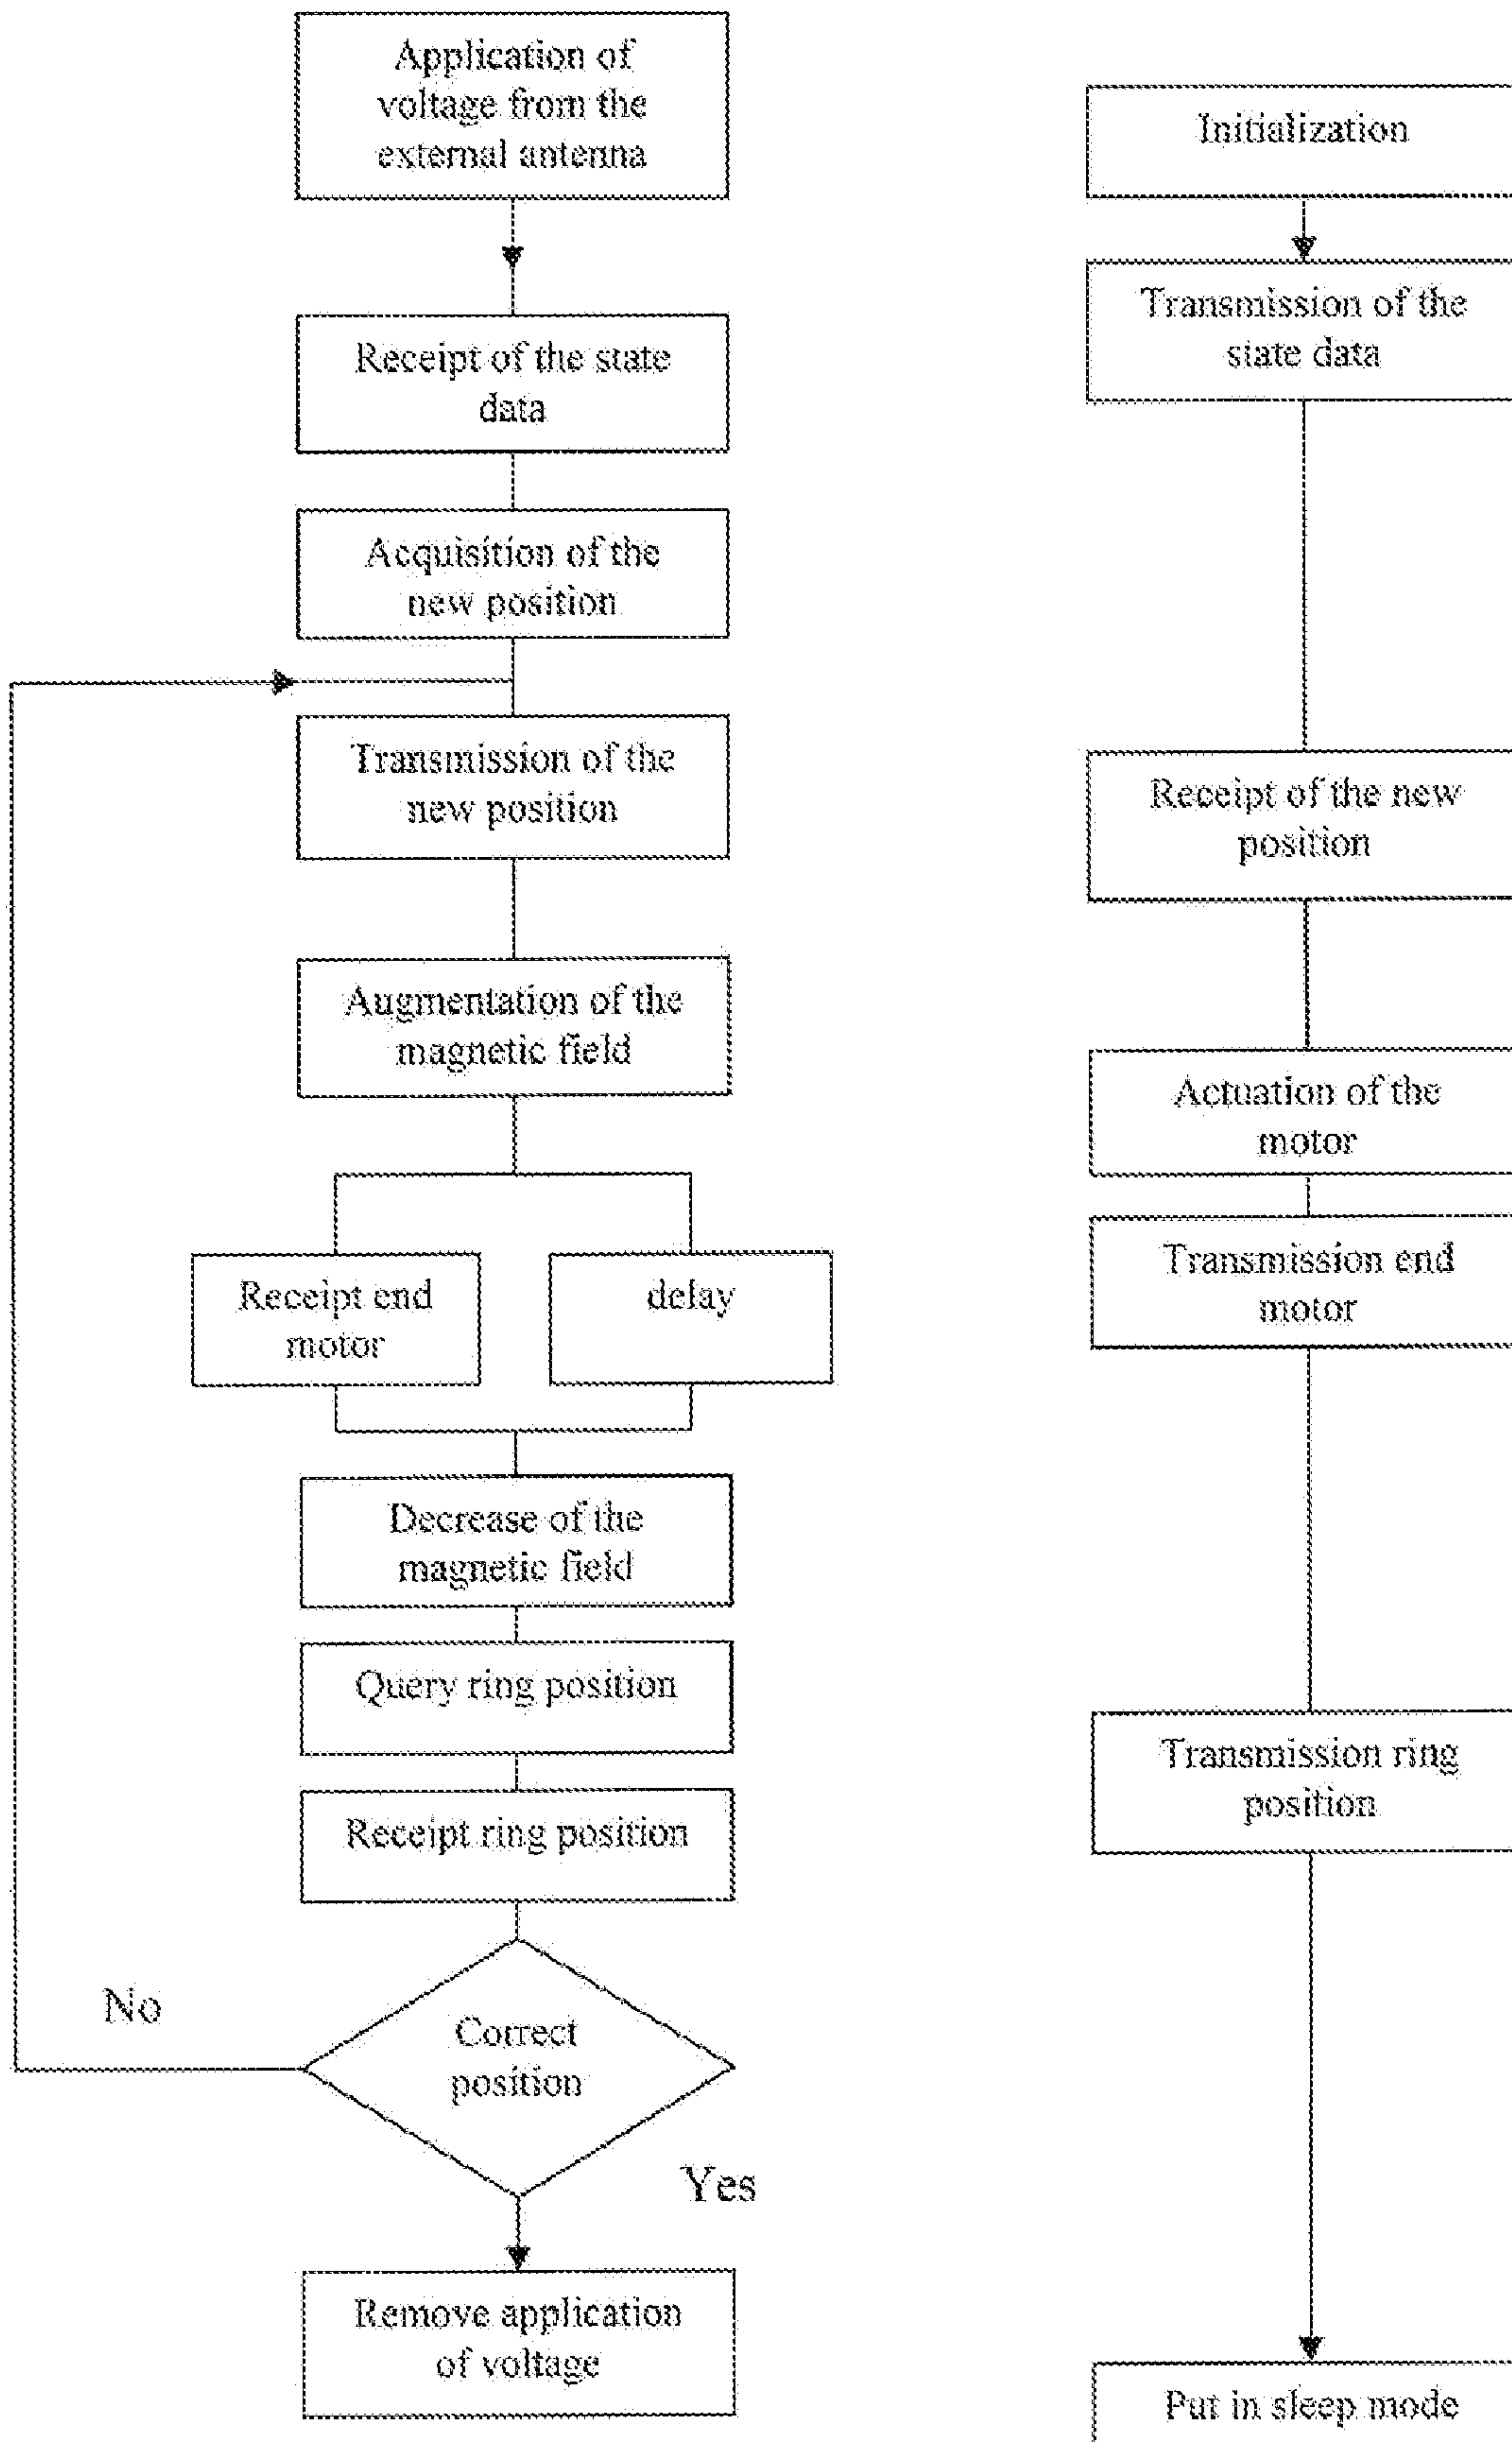 Application of
voltage from the
external antenna
Receipt of the state
data
Acquisition of the
new position
Transmission of the
new position
Augmentation of the
magnetic field
Receipt end
motor
delay
Decrease of the
magnetic field
Query ring position
Receipt ring position
Correct
position
No
Yes
Remove application
of voltage
Initialization
Transmission of the
state data
Receipt of the new
position
Actuation of the
motor
Transmission end
motor
Transmission ring
position
Put in sleep mode